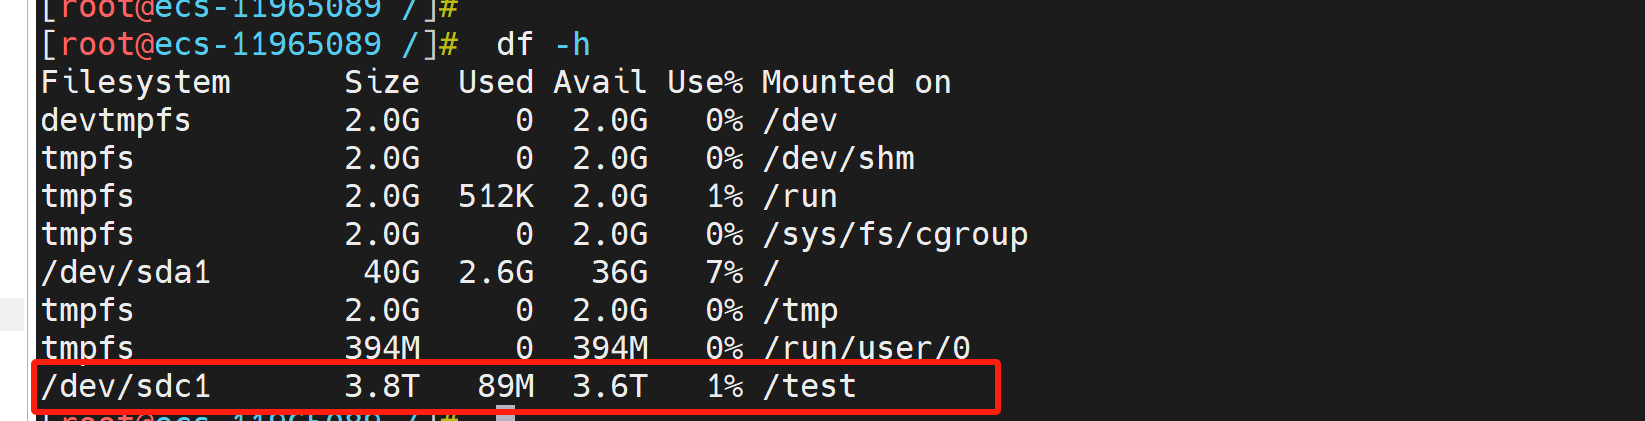 [root@ecs-11965089 /]#
[root@ecs-11965089 /]#  df -h
Filesystem      Size  Used Avail Use% Mounted on
devtmpfs        2.0G     0  2.0G   0% /dev
tmpfs           2.0G     0  2.0G   0% /dev/shm
tmpfs           2.0G  512K  2.0G   1% /run
tmpfs           2.0G     0  2.0G   0% /sys/fs/cgroup
/dev/sda1        40G  2.6G   36G   7% /
tmpfs           2.0G     0  2.0G   0% /tmp
tmpfs           394M     0  394M   0% /run/user/0
/dev/sdc1       3.8T   89M  3.6T   1% /test
[root@ecs-11965089 /]#